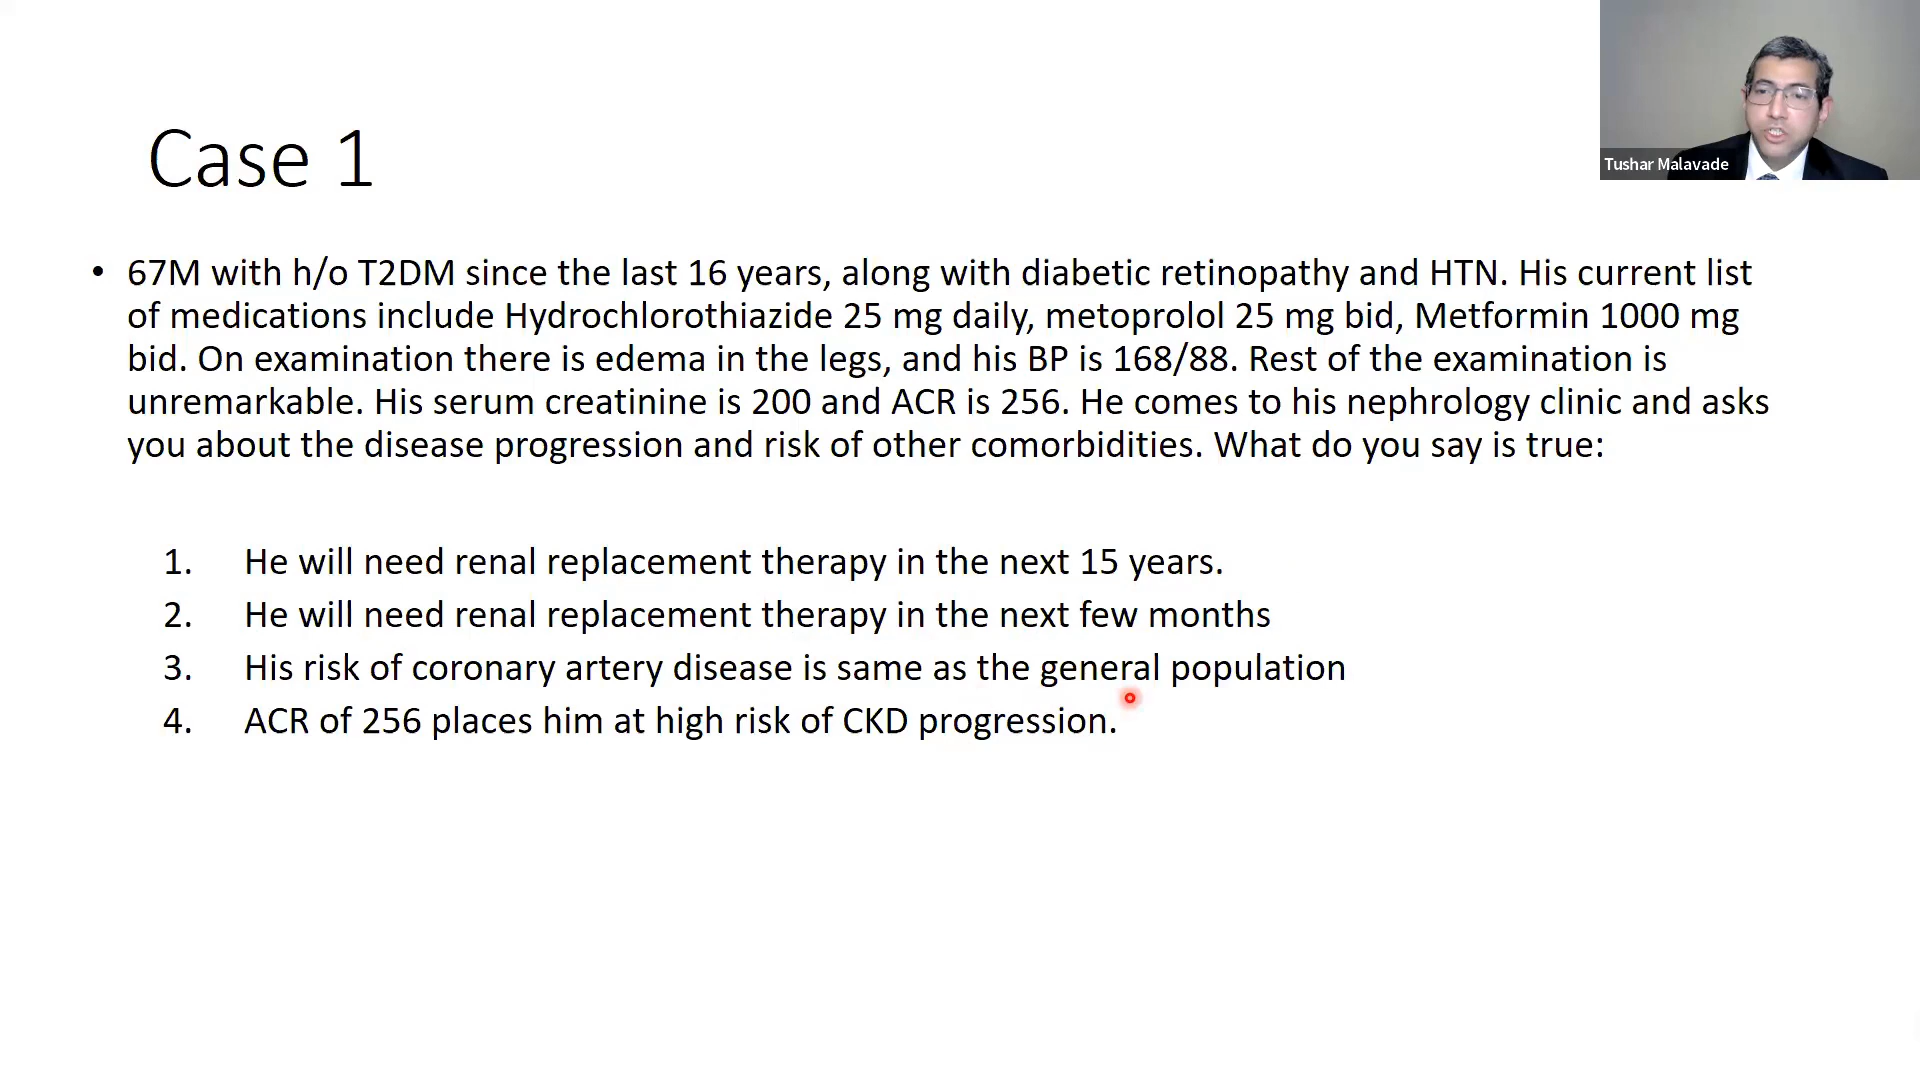 Tushar Malavade
Case 1
• 67M with h/o T2DM since the last 16 years, along with diabetic retinopathy and HTN. His current list
of medications include Hydrochlorothiazide 25 mg daily, metoprolol 25 mg bid, Metformin 1000 mg
bid. On examination there is edema in the legs, and his BP is 168/88. Rest of the examination is
unremarkable. His serum creatinine is 200 and ACR is 256. He comes to his nephrology clinic and asks
you about the disease progression and risk of other comorbidities. What do you say is true:
1. He will need renal replacement therapy in the next 15 years.
2. He will need renal replacement therapy in the next few months
3. His risk of coronary artery disease is same as the general population
4. ACR of 256 places him at high risk of CKD progression.